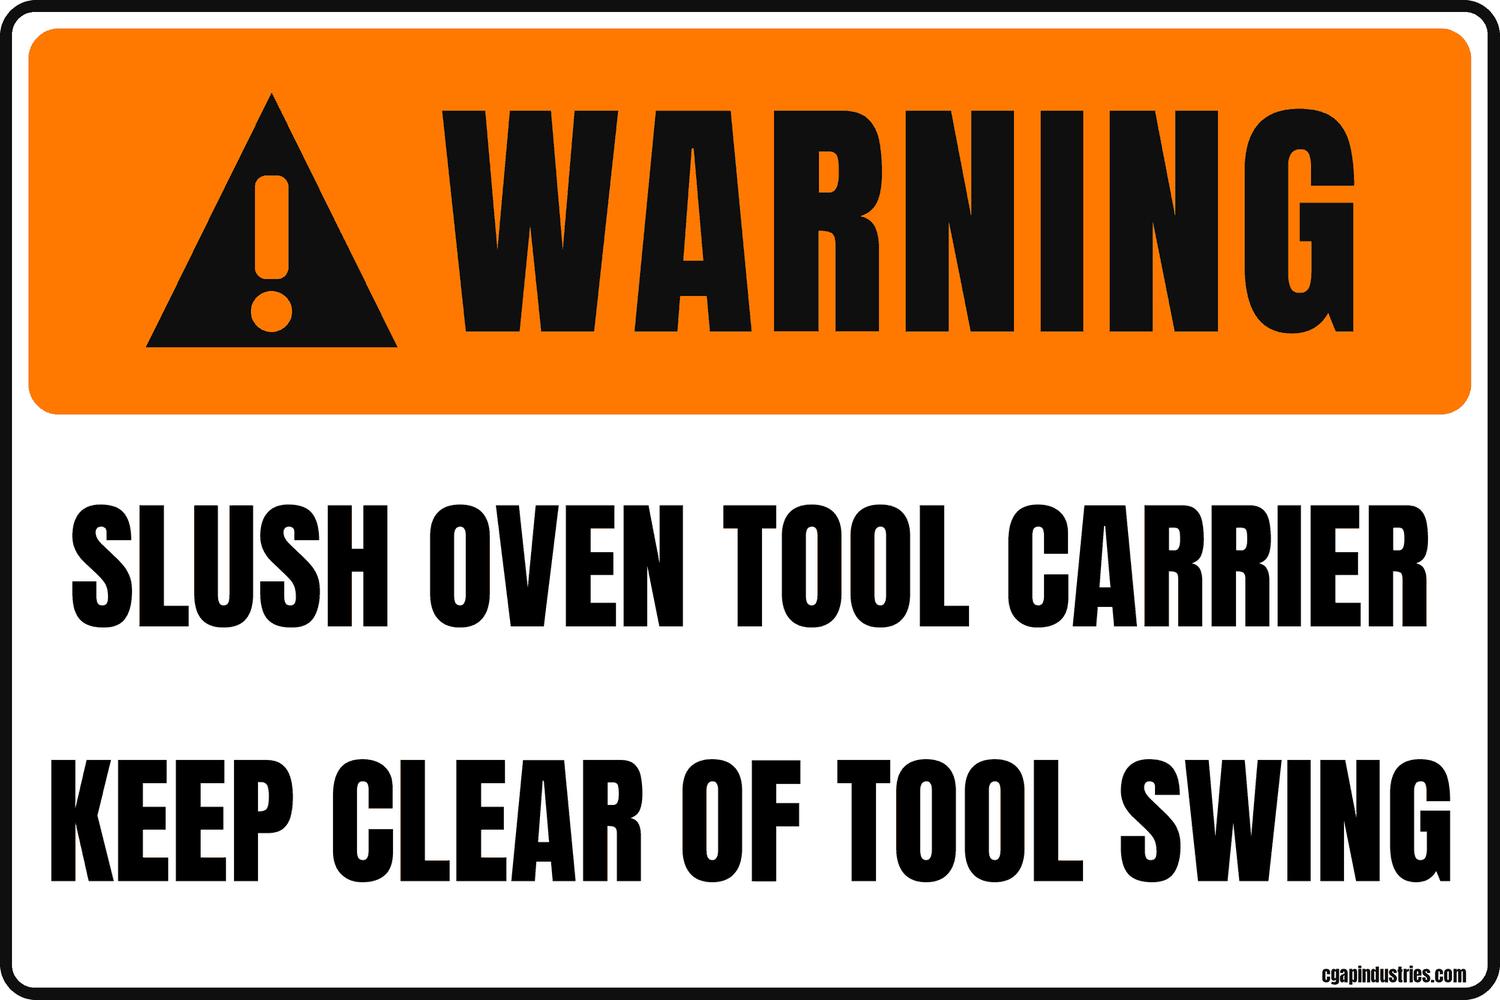 WARNING
SLUSH OVEN TOOL CARRIER
KEEP CLEAR OF TOOL SWING
cgapindustries.com